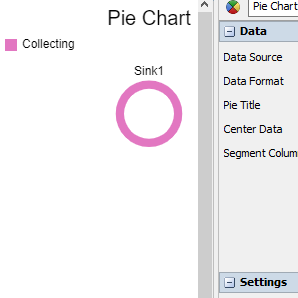 Pie Chart
Collecting
Sink1
Pie Chart
Data
Data Source
Data Format
Pie Title
Center Data
Segment Colum
Settings